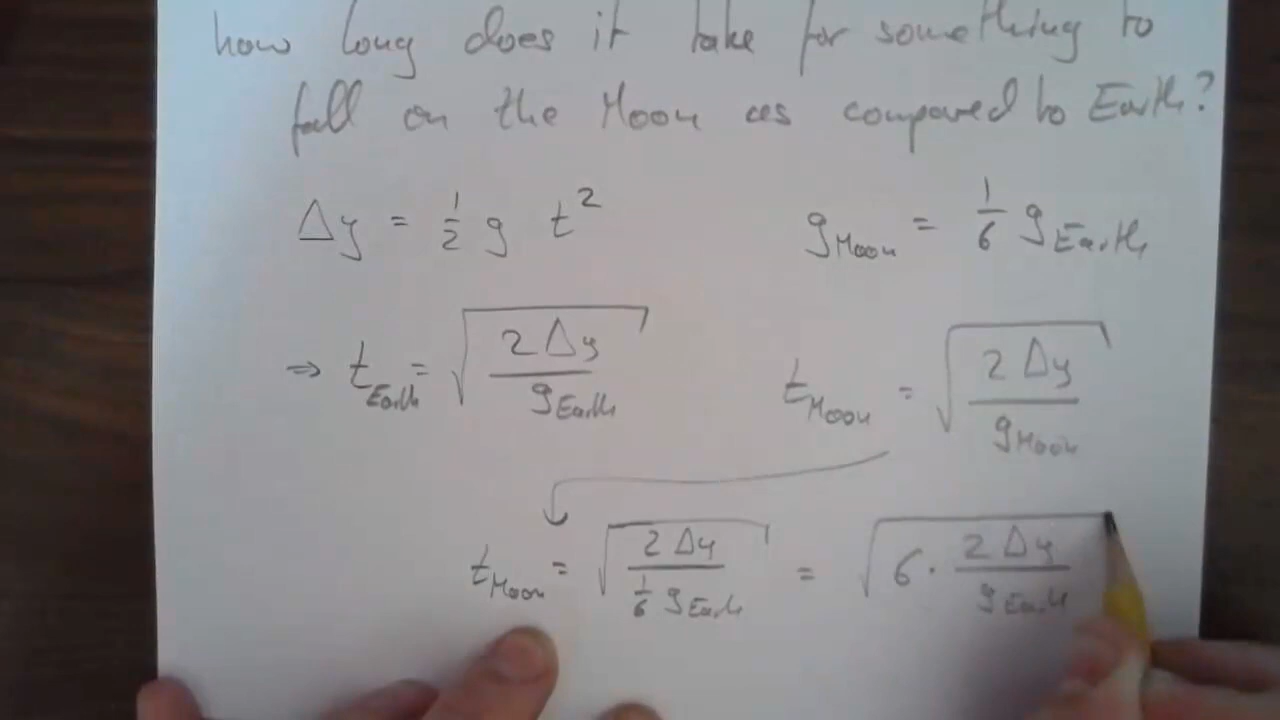 how long does it take for something to
fall on the Moon as compared to Earth?
Δy = 1/2 g t² g_Moon = 1/6 g_Earth
⇒ t_Earth = √(2Δy / g_Earth) t_Moon = √(2Δy / g_Moon)
t_Moon = √(2Δy / (1/6 g_Earth)) = √(6 · 2Δy / g_Earth)